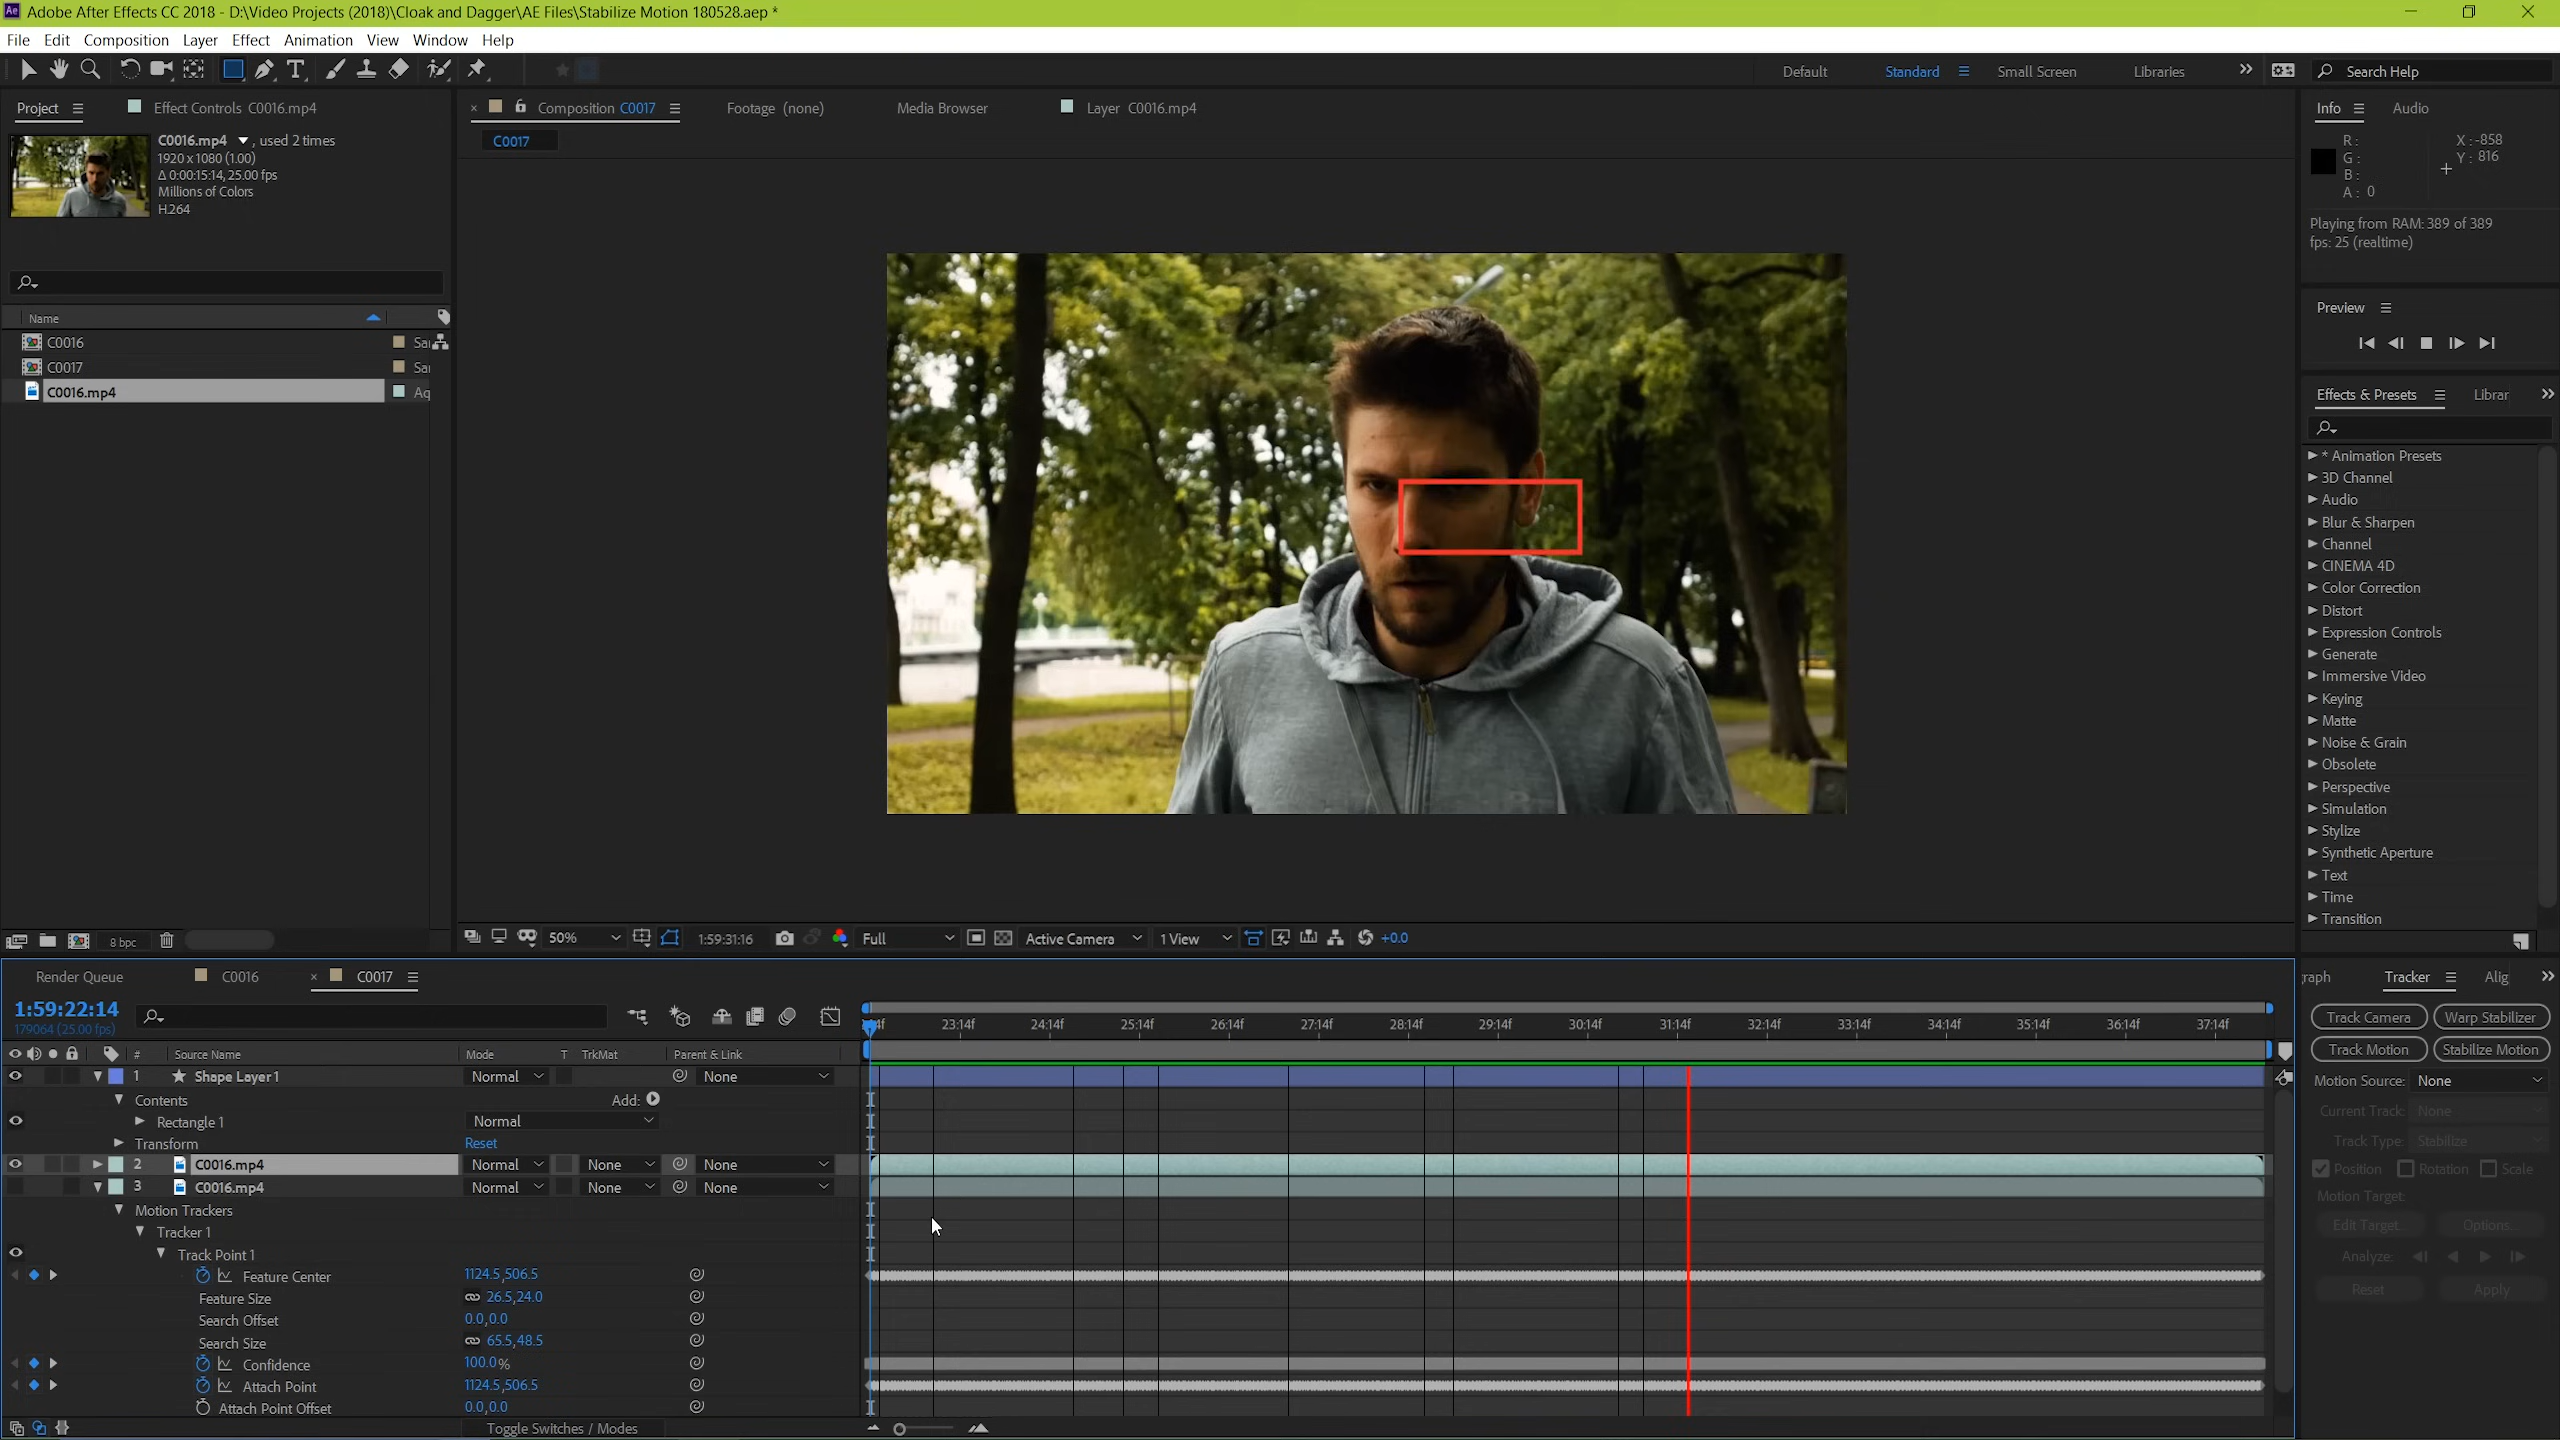 Adobe After Effects CC 2018 - D:\Video Projects (2018)\Cloak and Dagger\AE Files\Stabilize Motion 180528.aep *
File Edit Composition Layer Effect Animation View Window Help
Default Standard Small Screen Libraries Search Help
Project Effect Controls C0016.mp4
C0016.mp4 , used 2 times
1920 x 1080 (1.00)
Δ 0:00:15:14, 25.00 fps
Millions of Colors
H.264
Name
C0016
C0017
C0016.mp4
8 bpc
Composition C0017 Footage (none) Media Browser Layer C0016.mp4
C0017
50% 1:59:31:16 Full Active Camera 1 View +0.0
Info Audio
R: X: -858
G: Y: 816
B:
A: 0
Playing from RAM: 389 of 389
fps: 25 (realtime)
Preview
Effects & Presets Librar
* Animation Presets
3D Channel
Audio
Blur & Sharpen
Channel
CINEMA 4D
Color Correction
Distort
Expression Controls
Generate
Immersive Video
Keying
Matte
Noise & Grain
Obsolete
Perspective
Simulation
Stylize
Synthetic Aperture
Text
Time
Transition
Render Queue C0016 C0017
1:59:22:14
179064 (25.00 fps)
23:14f 24:14f 25:14f 26:14f 27:14f 28:14f 29:14f 30:14f 31:14f 32:14f 33:14f 34:14f 35:14f 36:14f 37:14f
# Source Name Mode T TrkMat Parent & Link
1 Shape Layer 1 Normal None
Contents Add:
Rectangle 1 Normal
Transform Reset
2 C0016.mp4 Normal None None
3 C0016.mp4 Normal None None
Motion Trackers
Tracker 1
Track Point 1
Feature Center 1124.5,506.5
Feature Size 26.5,24.0
Search Offset 0.0,0.0
Search Size 65.5,48.5
Confidence 100.0%
Attach Point 1124.5,506.5
Attach Point Offset 0.0,0.0
Toggle Switches / Modes
graph Tracker Alig
Track Camera Warp Stabilizer
Track Motion Stabilize Motion
Motion Source: None
Current Track: None
Track Type: Stabilize
Position Rotation Scale
Motion Target:
Edit Target... Options...
Analyze:
Reset Apply